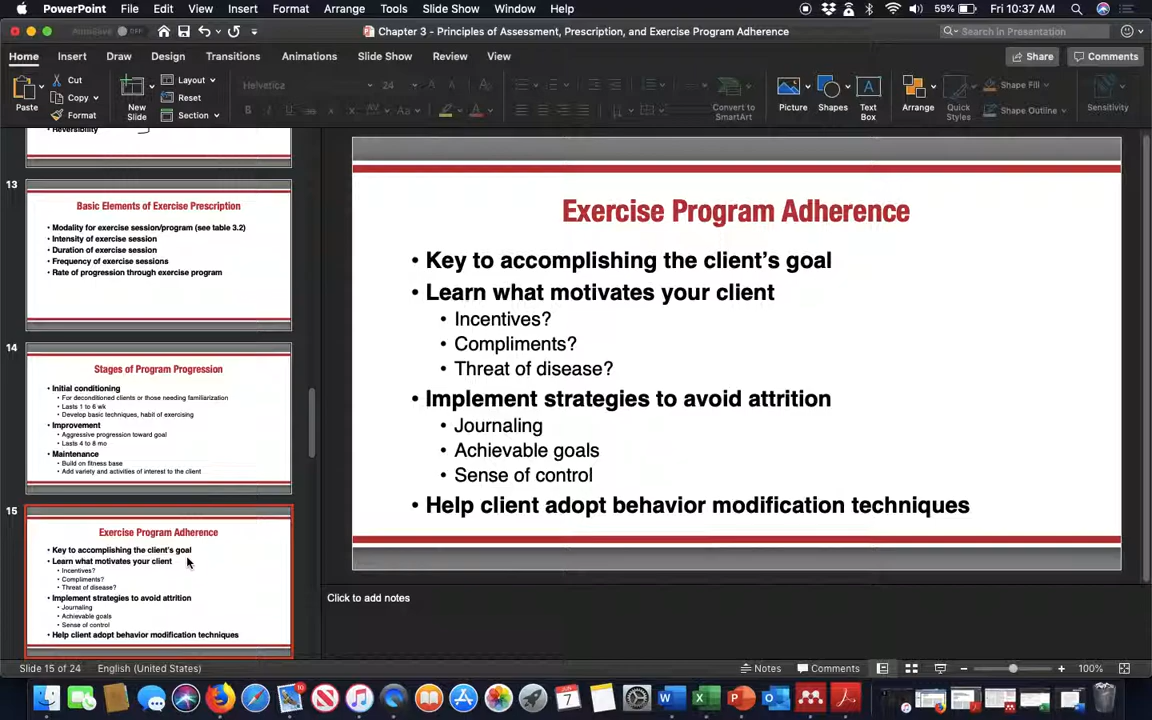 PowerPoint File Edit View Insert Format Arrange Tools Slide Show Window Help 59% Fri 10:37 AM
AutoSave OFF Chapter 3 - Principles of Assessment, Prescription, and Exercise Program Adherence Search in Presentation
Home Insert Draw Design Transitions Animations Slide Show Review View Share Comments
Paste
Cut
Copy
Format
New Slide
Layout
Reset
Section
Helvetica 24
Convert to SmartArt
Picture
Shapes
Text Box
Arrange
Quick Styles
Shape Fill
Shape Outline
Sensitivity
• Reversibility
13
Basic Elements of Exercise Prescription
• Modality for exercise session/program (see table 3.2)
• Intensity of exercise session
• Duration of exercise session
• Frequency of exercise sessions
• Rate of progression through exercise program
14
Stages of Program Progression
• Initial conditioning
• For deconditioned clients or those needing familiarization
• Lasts 1 to 6 wk
• Develop basic techniques, habit of exercising
• Improvement
• Aggressive progression toward goal
• Lasts 4 to 8 mo
• Maintenance
• Build on fitness base
• Add variety and activities of interest to the client
15
Exercise Program Adherence
• Key to accomplishing the client's goal
• Learn what motivates your client
• Incentives?
• Compliments?
• Threat of disease?
• Implement strategies to avoid attrition
• Journaling
• Achievable goals
• Sense of control
• Help client adopt behavior modification techniques
Exercise Program Adherence
• Key to accomplishing the client's goal
• Learn what motivates your client
• Incentives?
• Compliments?
• Threat of disease?
• Implement strategies to avoid attrition
• Journaling
• Achievable goals
• Sense of control
• Help client adopt behavior modification techniques
Click to add notes
Slide 15 of 24 English (United States) Notes Comments 100%
10
7